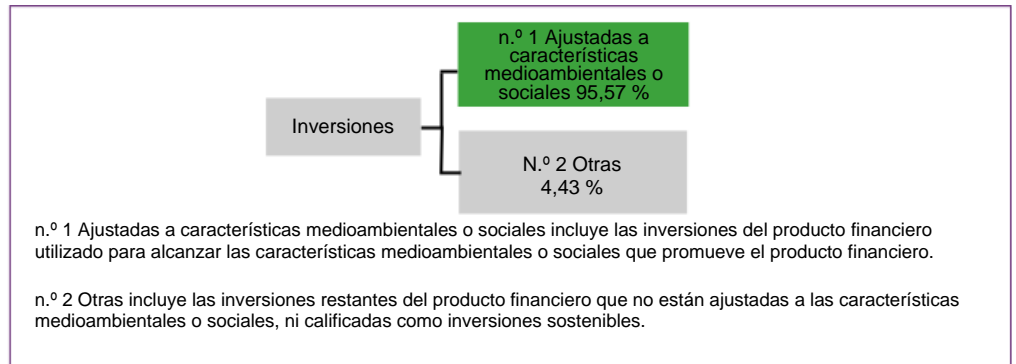 n.º 1 Ajustadas a
características
medioambientales o
sociales 95,57 %
Inversiones
N.º 2 Otras
4,43 %
n.º 1 Ajustadas a características medioambientales o sociales incluye las inversiones del producto financiero
utilizado para alcanzar las características medioambientales o sociales que promueve el producto financiero.
n.º 2 Otras incluye las inversiones restantes del producto financiero que no están ajustadas a las características
medioambientales o sociales, ni calificadas como inversiones sostenibles.